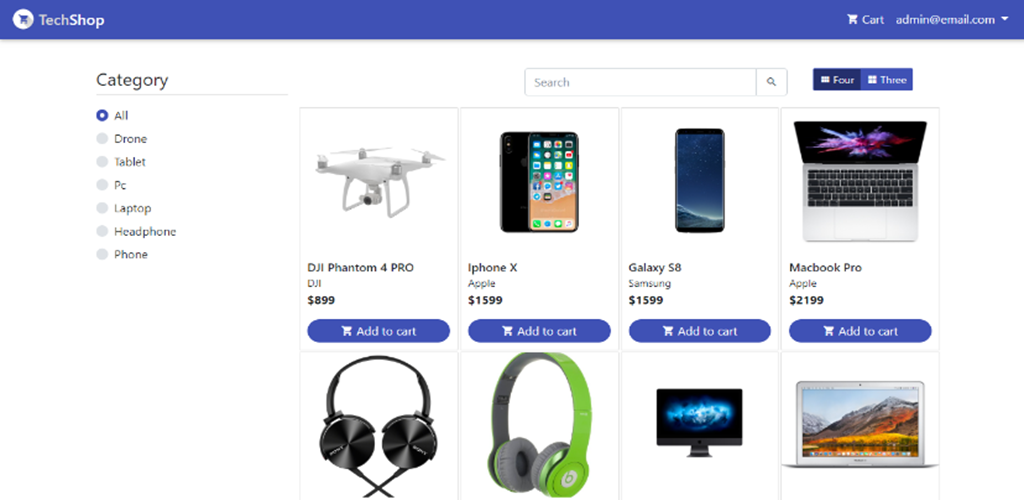 TechShop
Cart admin@email.com
Category
Search
Four Three
All
Drone
Tablet
Pc
Laptop
Headphone
Phone
DJI Phantom 4 PRO
DJI
$899
Add to cart
Iphone X
Apple
$1599
Add to cart
Galaxy S8
Samsung
$1599
Add to cart
Macbook Pro
Apple
$2199
Add to cart
SONY SONY